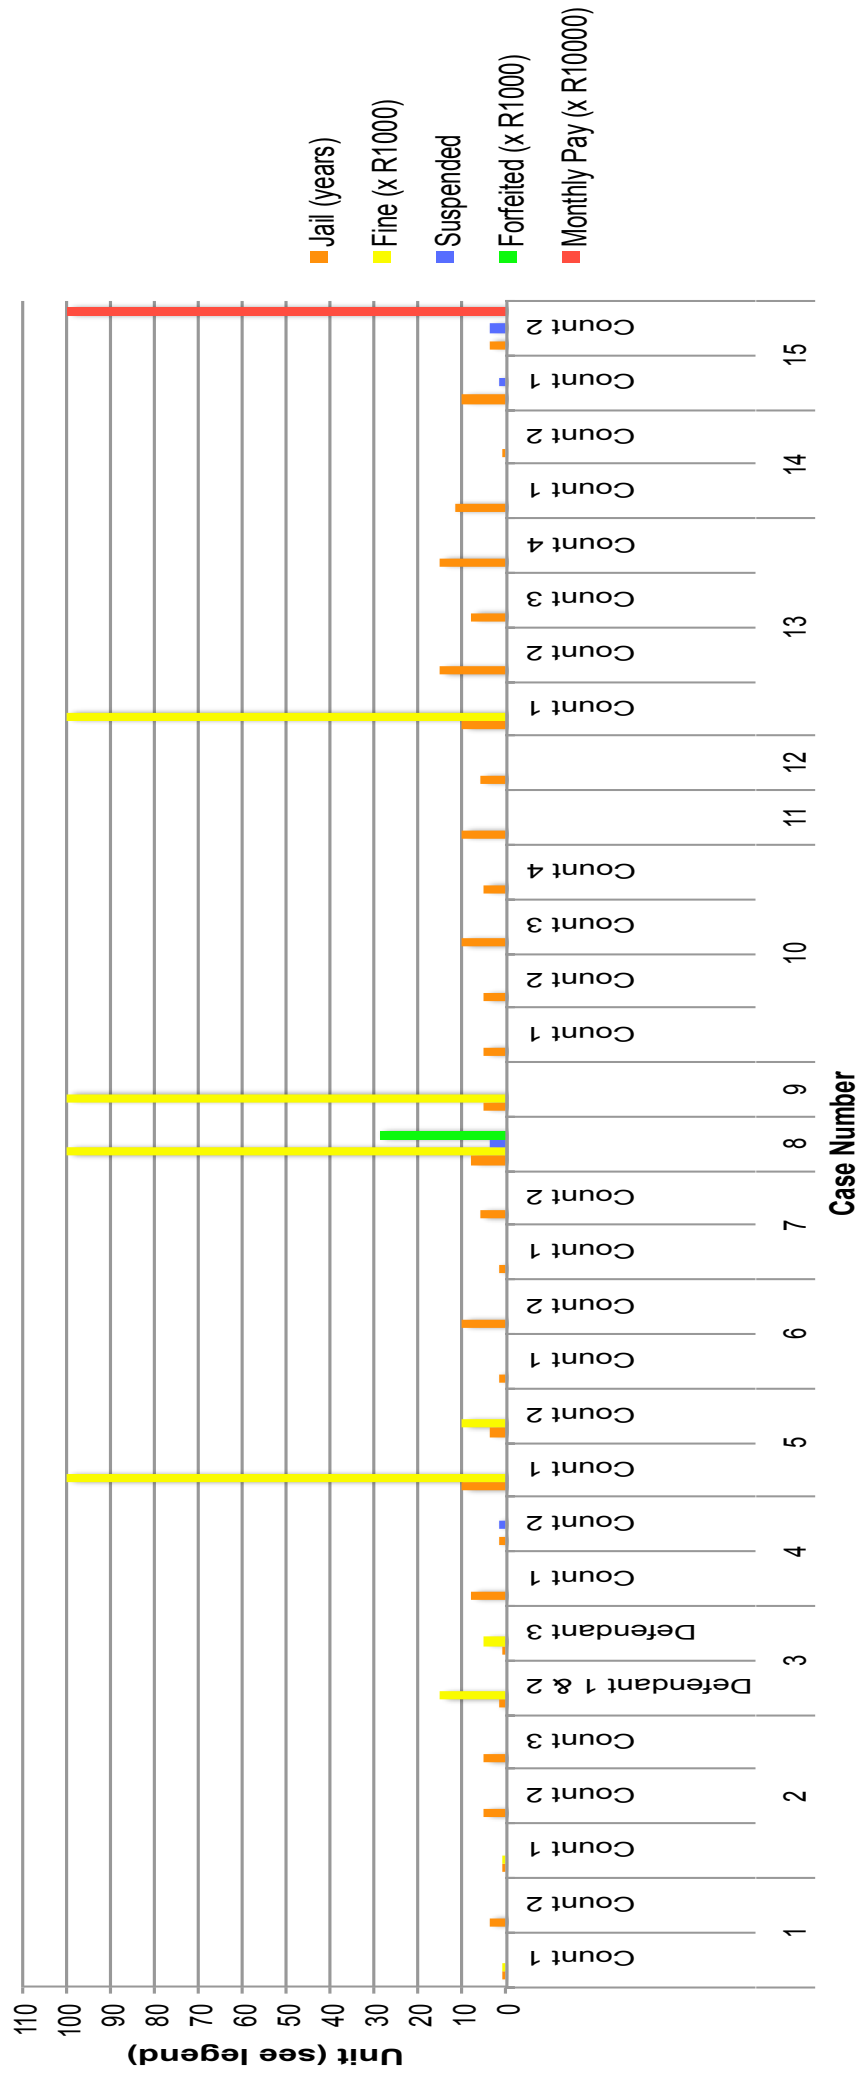 Unit (see legend)
110
100
90
80
70
60
50
40
30
20
10
0
Count 1
Count 2
Count 1
Count 2
Count 3
Defendant 1 & 2
Defendant 3
Count 1
Count 2
Count 1
Count 2
Count 1
Count 2
Count 1
Count 2
Count 1
Count 2
Count 3
Count 4
Count 1
Count 2
Count 3
Count 4
Count 1
Count 2
Count 1
Count 2
1
2
3
4
5
6
7
8
9
10
11
12
13
14
15
Case Number
Jail (years)
Fine (x R1000)
Suspended
Forfeited (x R1000)
Monthly Pay (x R10000)